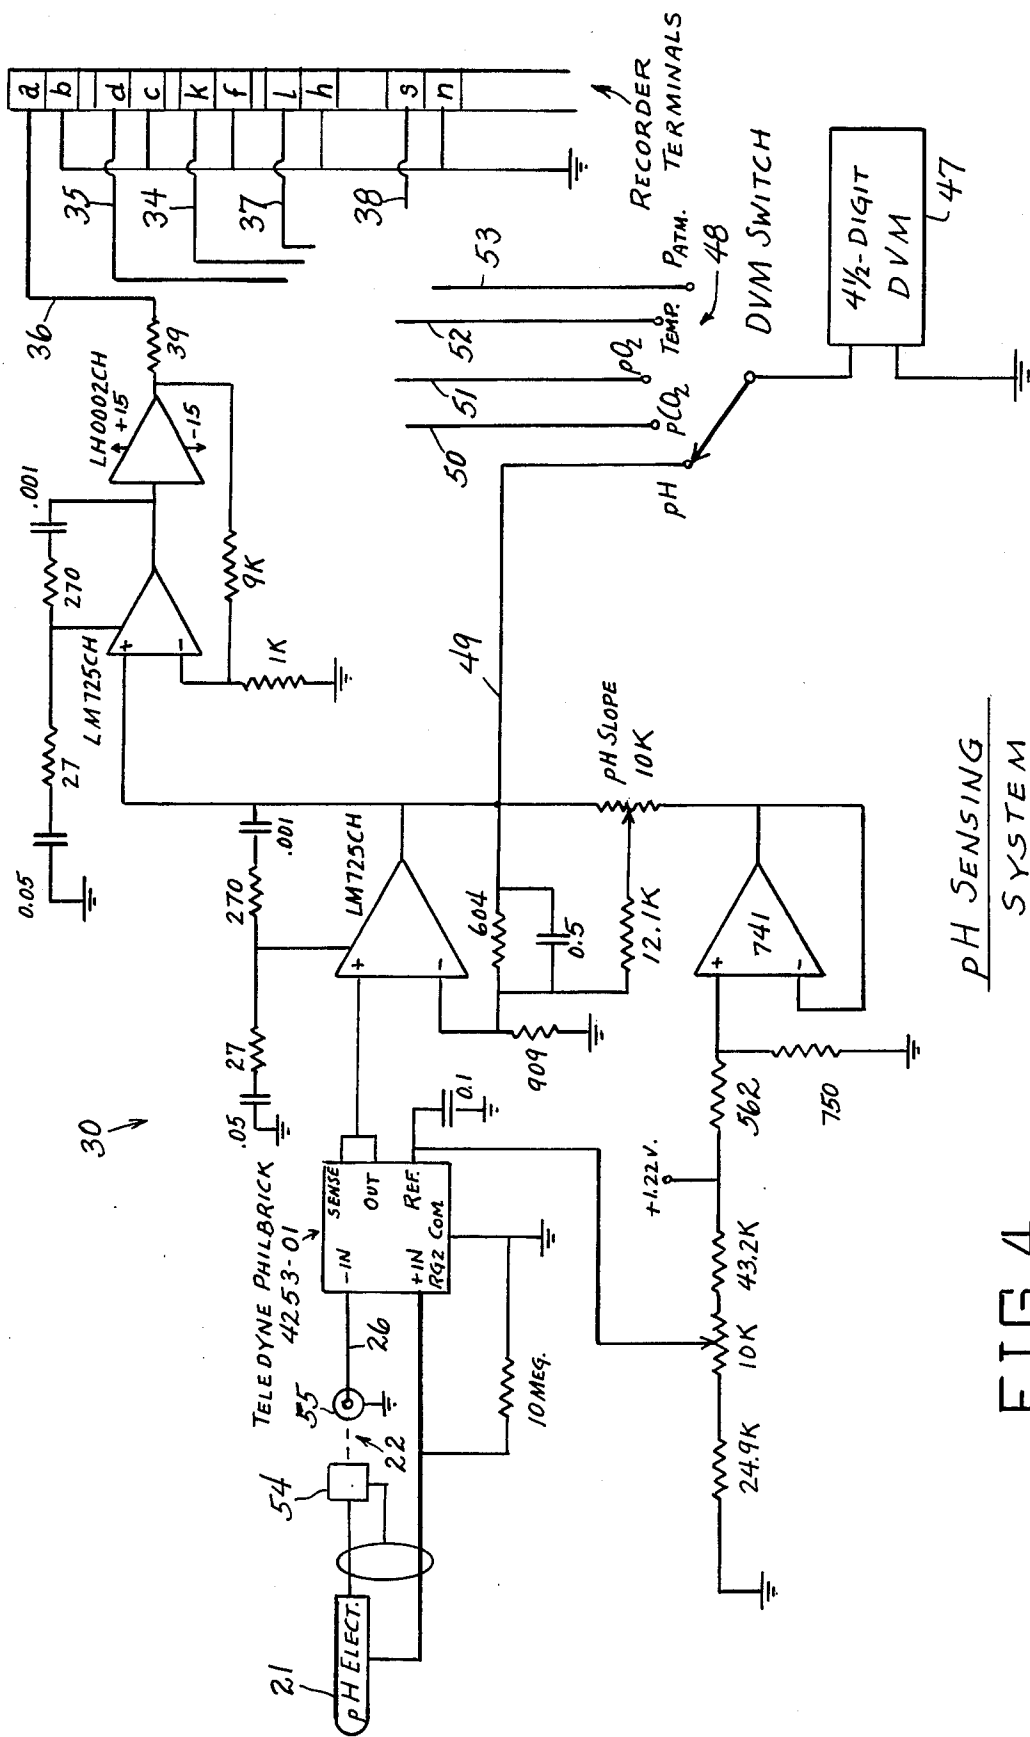 a
b
d
c
k
f
l
h
s
n
35
34
37
38
RECORDER
TERMINALS
36
39
LH0002CH
+15
-15
.001
270
27
0.05
LM725CH
+
-
9K
1K
53
52
51
50
PATM.
TEMP.
pO2
pCO2
pH
48
DVM SWITCH
4½-DIGIT
DVM
47
49
30
.05
27
270
.001
LM725CH
+
-
604
0.5
909
pH SLOPE
10K
12.1K
741
+
-
TELEDYNE PHILBRICK
4253-01
SENSE
OUT
REF.
-IN
+IN
RG2
COM
0.1
26
55
22
54
21
pH ELECT.
10 MEG.
+1.22V.
562
750
43.2K
10K
24.9K
pH SENSING
SYSTEM
FIG 4